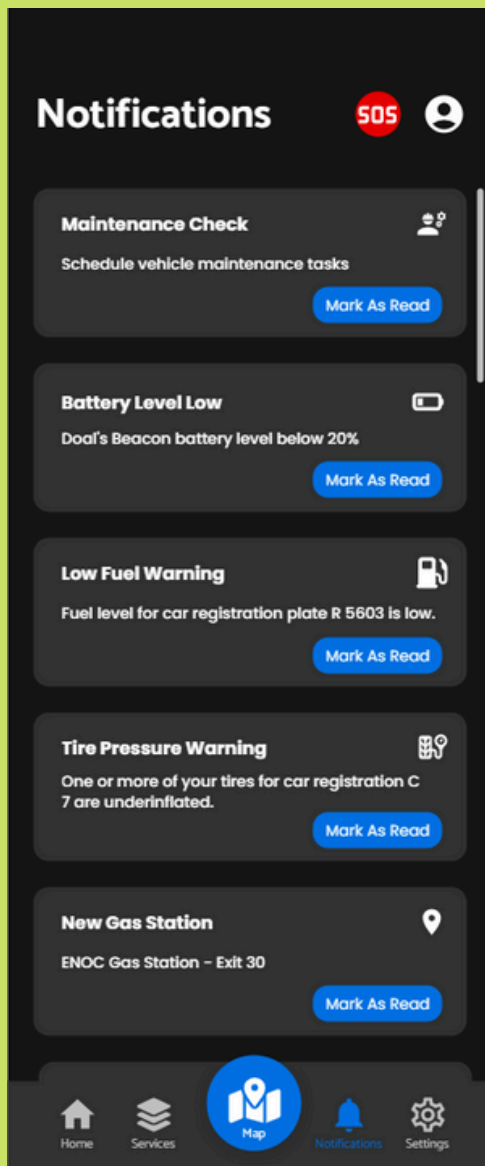 Notifications
SOS
Maintenance Check
Schedule vehicle maintenance tasks
Mark As Read
Battery Level Low
Doal's Beacon battery level below 20%
Mark As Read
Low Fuel Warning
Fuel level for car registration plate R 5603 is low.
Mark As Read
Tire Pressure Warning
One or more of your tires for car registration C
7 are underinflated.
Mark As Read
New Gas Station
ENOC Gas Station - Exit 30
Mark As Read
Home
Services
Map
Notifications
Settings